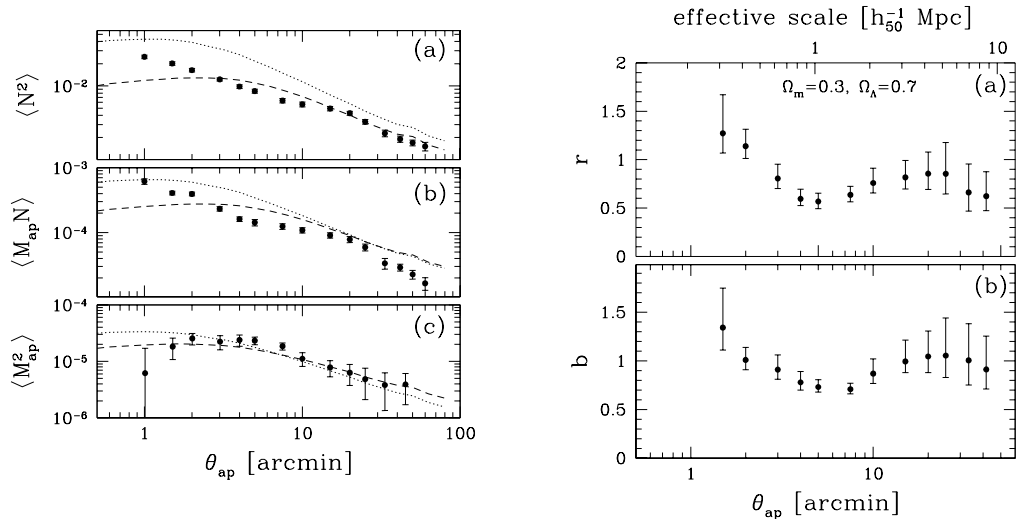 (a)
⟨N²⟩
10⁻²
10⁻³
(b)
⟨M_ap N⟩
10⁻⁴
10⁻⁴
(c)
⟨M²_ap⟩
10⁻⁵
10⁻⁶
1 10 100
θ_ap [arcmin]
effective scale [h₅₀⁻¹ Mpc]
1 10
2
Ω_m=0.3, Ω_Λ=0.7
(a)
1.5
r
1
0.5
0
(b)
1.5
b
1
0.5
0
1 10
θ_ap [arcmin]